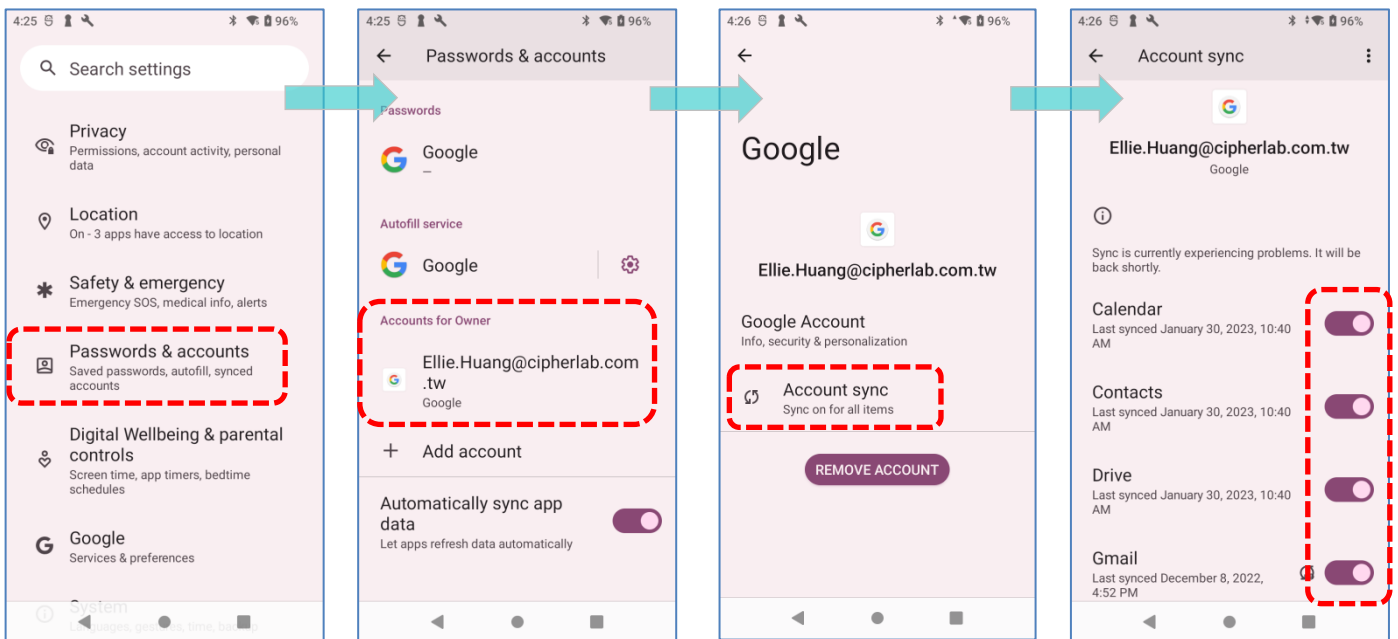 4:25 96%
Search settings
Privacy
Permissions, account activity, personal
data
Location
On - 3 apps have access to location
Safety & emergency
Emergency SOS, medical info, alerts
Passwords & accounts
Saved passwords, autofill, synced
accounts
Digital Wellbeing & parental
controls
Screen time, app timers, bedtime
schedules
Google
Services & preferences
System
Languages, gestures, time, backup
4:25 96%
Passwords & accounts
Passwords
Google
–
Autofill service
Google
Accounts for Owner
Ellie.Huang@cipherlab.com
.tw
Google
Add account
Automatically sync app
data
Let apps refresh data automatically
4:26 96%
Google
Ellie.Huang@cipherlab.com.tw
Google Account
Info, security & personalization
Account sync
Sync on for all items
REMOVE ACCOUNT
4:26 96%
Account sync
Ellie.Huang@cipherlab.com.tw
Google
Sync is currently experiencing problems. It will be
back shortly.
Calendar
Last synced January 30, 2023, 10:40
AM
Contacts
Last synced January 30, 2023, 10:40
AM
Drive
Last synced January 30, 2023, 10:40
AM
Gmail
Last synced December 8, 2022,
4:52 PM